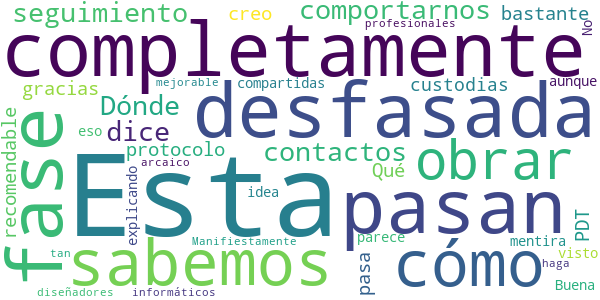 seguimiento
creo
comportarnos
profesionales
bastante
No
completamente
gracias
mejorable
compartidas
custodias
aunque
recomendable
fase
Dónde
dice
desfasada
eso
protocolo
contactos
Qué
obrar
PDT
arcaico
explicando
Esta
idea
pasan
parece
mentira
visto
tan
sabemos
Manifiestamente
pasa
cómo
haga
Buena
diseñadores
informáticos